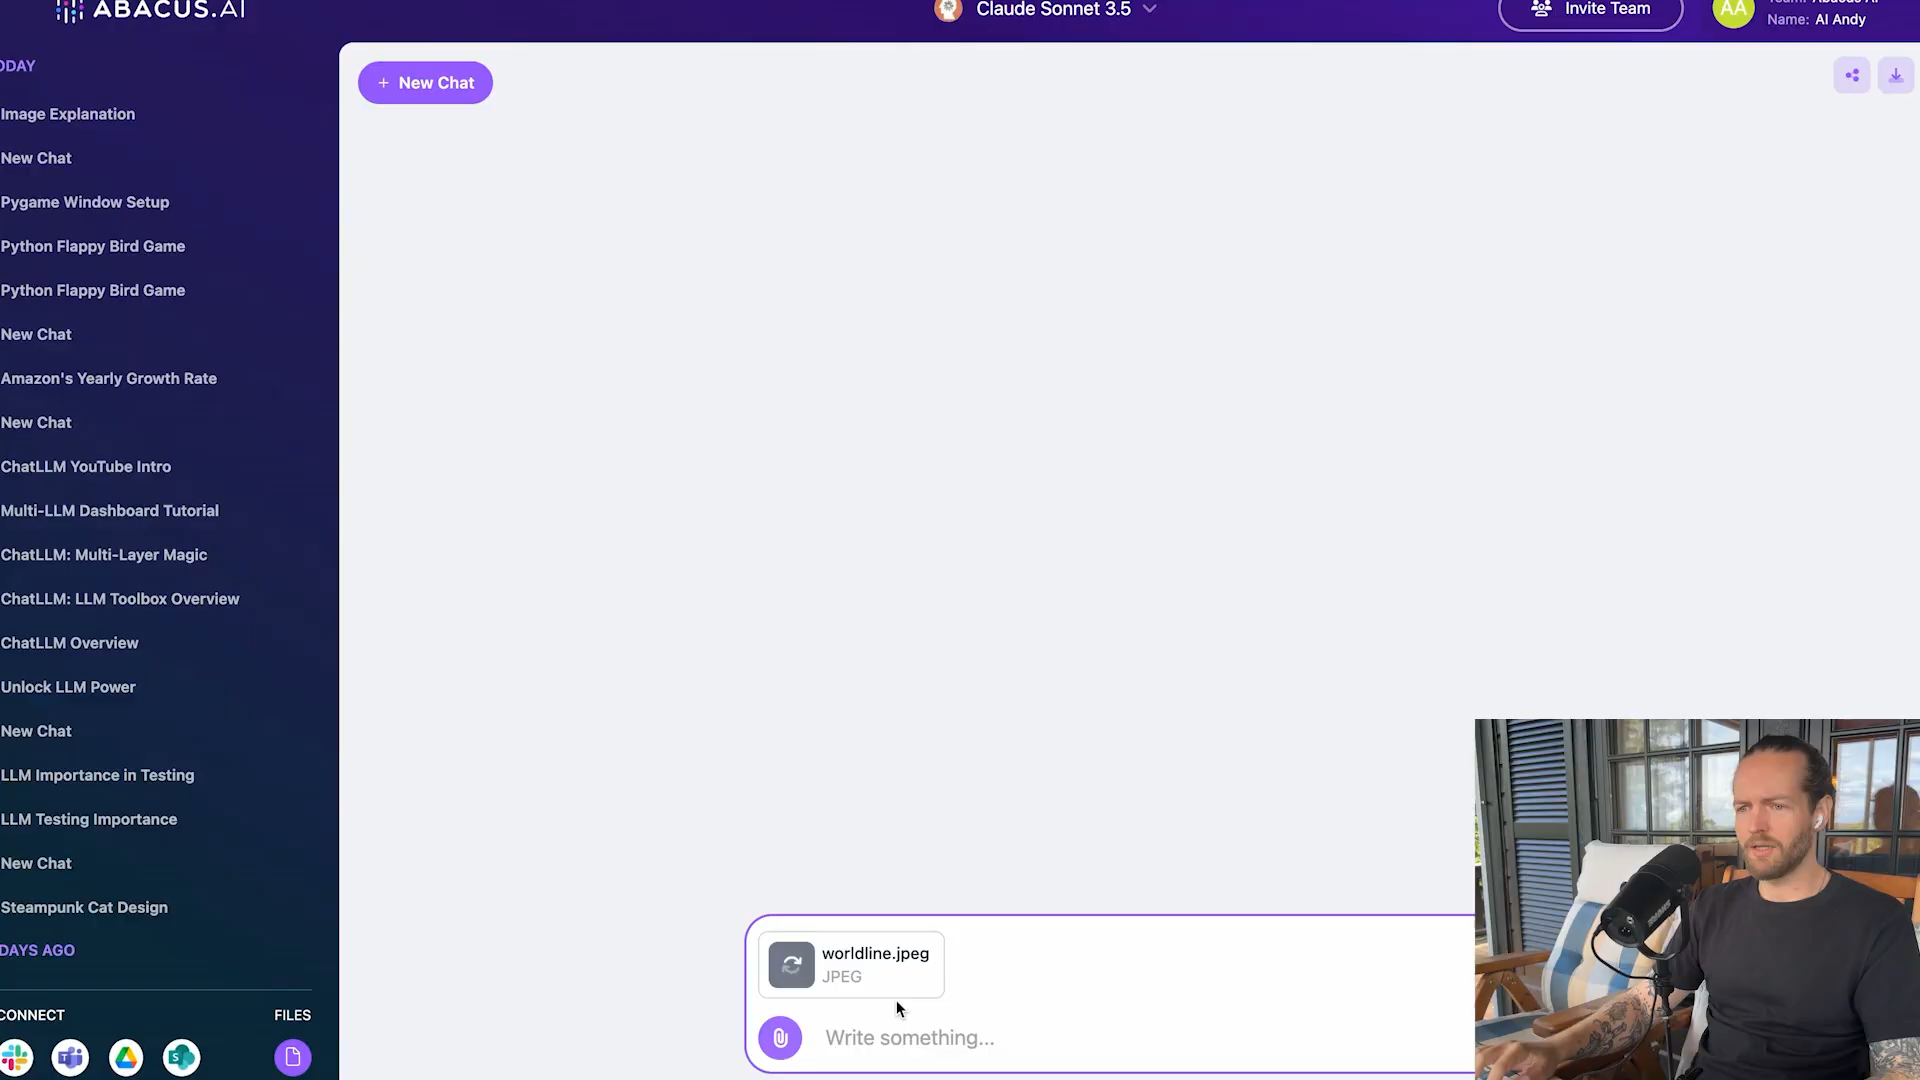 ABACUS.AI
Claude Sonnet 3.5
Invite Team
AA
Name: AI Andy
ODAY
+ New Chat
Image Explanation
New Chat
Pygame Window Setup
Python Flappy Bird Game
Python Flappy Bird Game
New Chat
Amazon's Yearly Growth Rate
New Chat
ChatLLM YouTube Intro
Multi-LLM Dashboard Tutorial
ChatLLM: Multi-Layer Magic
ChatLLM: LLM Toolbox Overview
ChatLLM Overview
Unlock LLM Power
New Chat
LLM Importance in Testing
LLM Testing Importance
New Chat
Steampunk Cat Design
DAYS AGO
CONNECT
FILES
worldline.jpeg
JPEG
Write something...